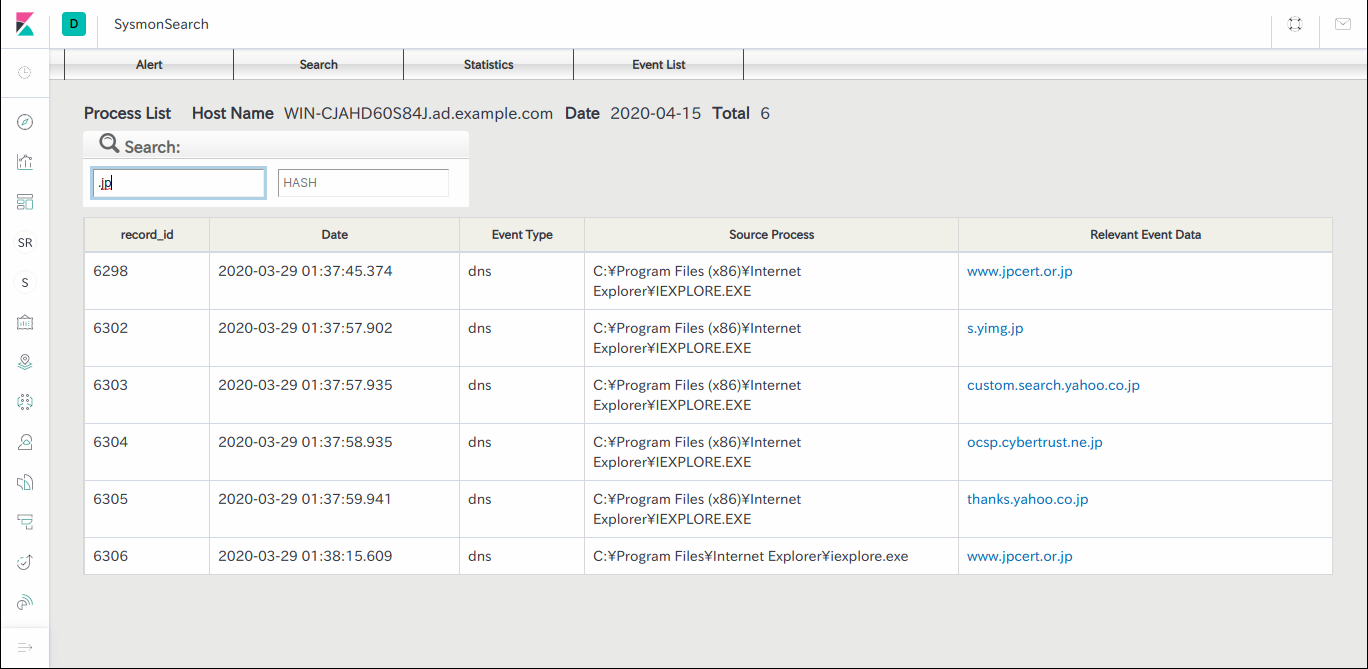 D SysmonSearch
Alert Search Statistics Event List
Process List Host Name WIN-CJAHD60S84J.ad.example.com Date 2020-04-15 Total 6
Search:
.jp HASH
record_id Date Event Type Source Process Relevant Event Data
6298 2020-03-29 01:37:45.374 dns C:¥Program Files (x86)¥Internet www.jpcert.or.jp
Explorer¥IEXPLORE.EXE
6302 2020-03-29 01:37:57.902 dns C:¥Program Files (x86)¥Internet s.yimg.jp
Explorer¥IEXPLORE.EXE
SR
6303 2020-03-29 01:37:57.935 dns C:¥Program Files (x86)¥Internet custom.search.yahoo.co.jp
Explorer¥IEXPLORE.EXE
S
6304 2020-03-29 01:37:58.935 dns C:¥Program Files (x86)¥Internet ocsp.cybertrust.ne.jp
Explorer¥IEXPLORE.EXE
6305 2020-03-29 01:37:59.941 dns C:¥Program Files (x86)¥Internet thanks.yahoo.co.jp
Explorer¥IEXPLORE.EXE
6306 2020-03-29 01:38:15.609 dns C:¥Program Files¥Internet Explorer¥iexplore.exe www.jpcert.or.jp